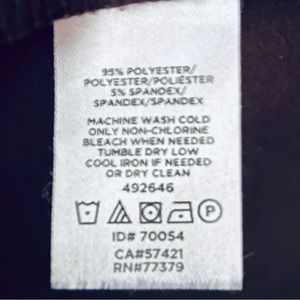 95% POLYESTER/
POLYESTER/POLIÉSTER
5% SPANDEX/
SPANDEX/SPANDEX
MACHINE WASH COLD
ONLY NON-CHLORINE
BLEACH WHEN NEEDED
TUMBLE DRY LOW
COOL IRON IF NEEDED
OR DRY CLEAN
492646
P
ID# 70054
CA#57421
RN#77379